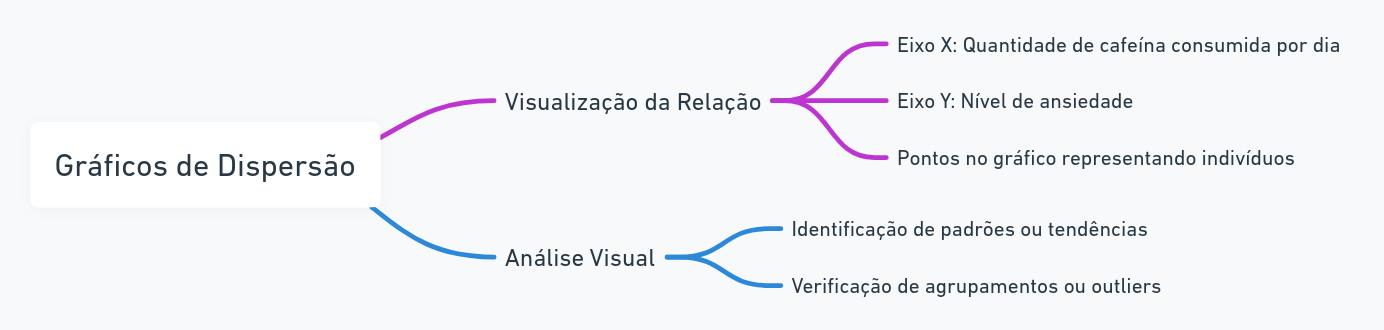 Gráficos de Dispersão
Visualização da Relação
Eixo X: Quantidade de cafeína consumida por dia
Eixo Y: Nível de ansiedade
Pontos no gráfico representando indivíduos
Análise Visual
Identificação de padrões ou tendências
Verificação de agrupamentos ou outliers